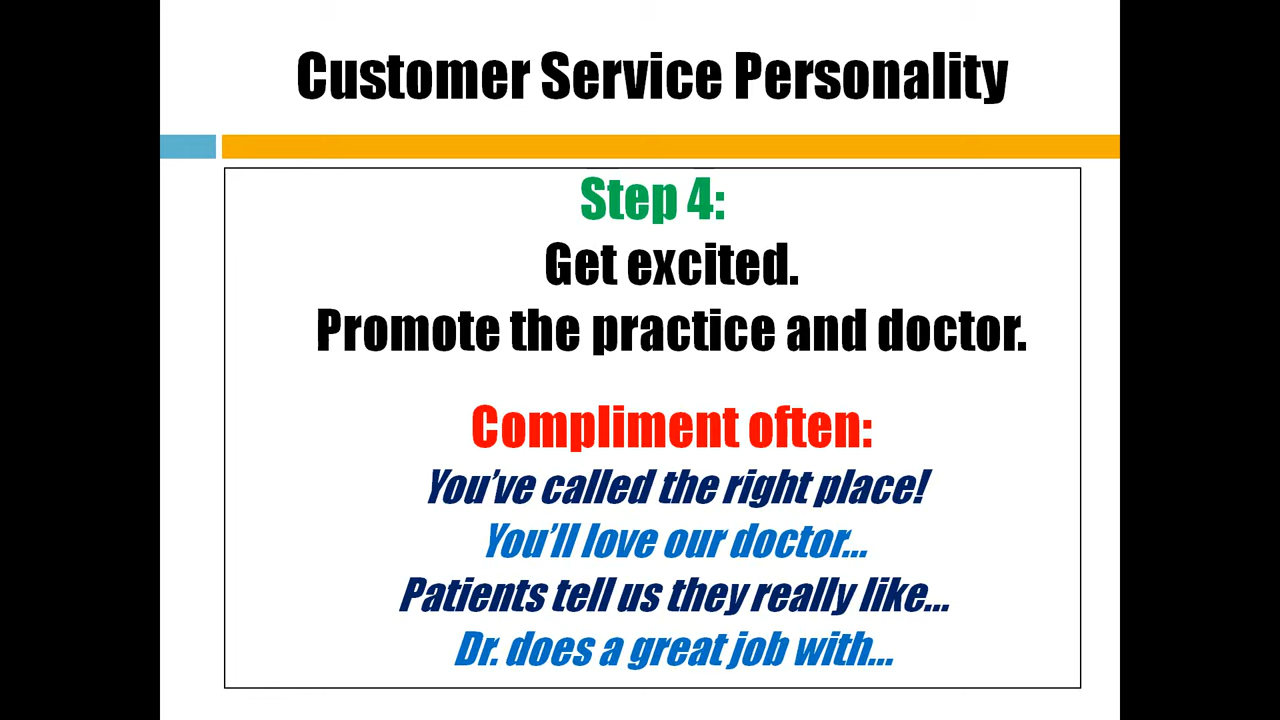 Customer Service Personality
Step 4:
Get excited.
Promote the practice and doctor.
Compliment often:
You’ve called the right place!
You’ll love our doctor...
Patients tell us they really like...
Dr. does a great job with...